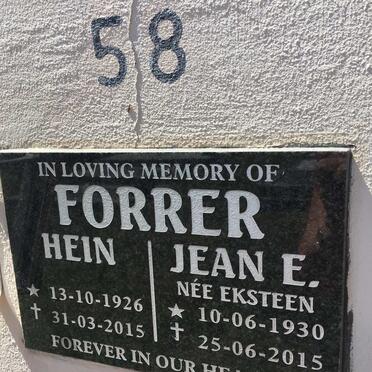 58
IN LOVING MEMORY OF
FORRER
HEIN
★ 13-10-1926
✝ 31-03-2015
JEAN E.
NÉE EKSTEEN
★ 10-06-1930
✝ 25-06-2015
FOREVER IN OUR